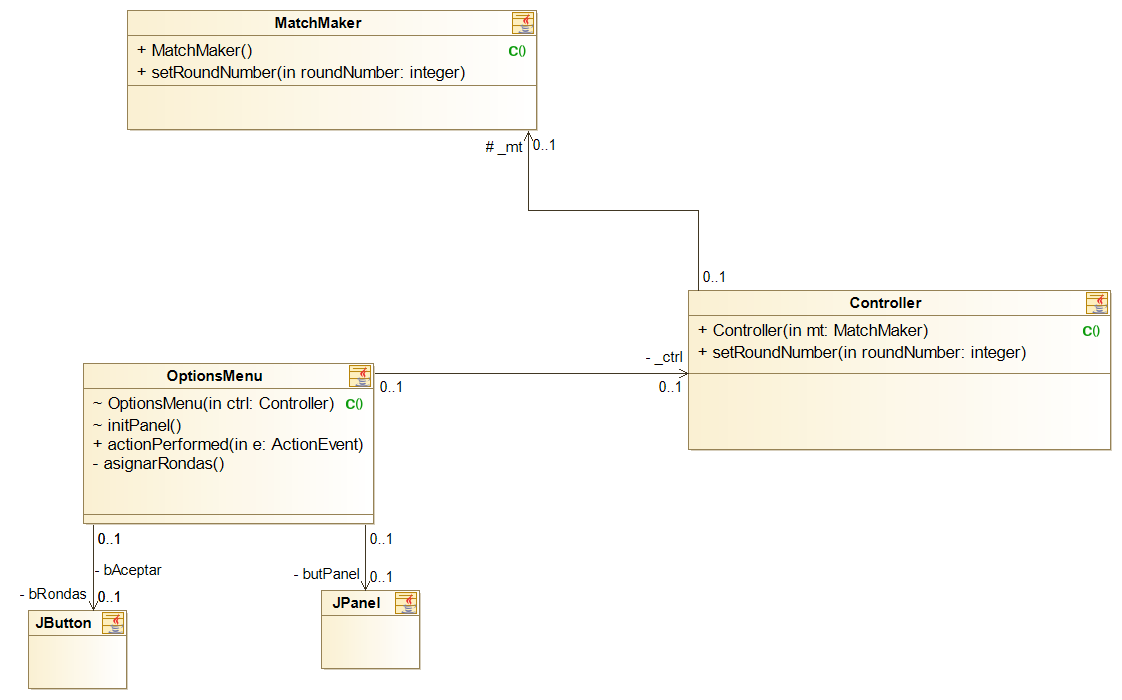 MatchMaker
+ MatchMaker() C()
+ setRoundNumber(in roundNumber: integer)
# _mt 0..1
0..1
Controller
+ Controller(in mt: MatchMaker) C()
+ setRoundNumber(in roundNumber: integer)
- _ctrl
0..1 0..1
OptionsMenu
~ OptionsMenu(in ctrl: Controller) C()
~ initPanel()
+ actionPerformed(in e: ActionEvent)
- asignarRondas()
0..1 0..1
- bAceptar
- butPanel 0..1
- bRondas 0..1
JPanel
JButton